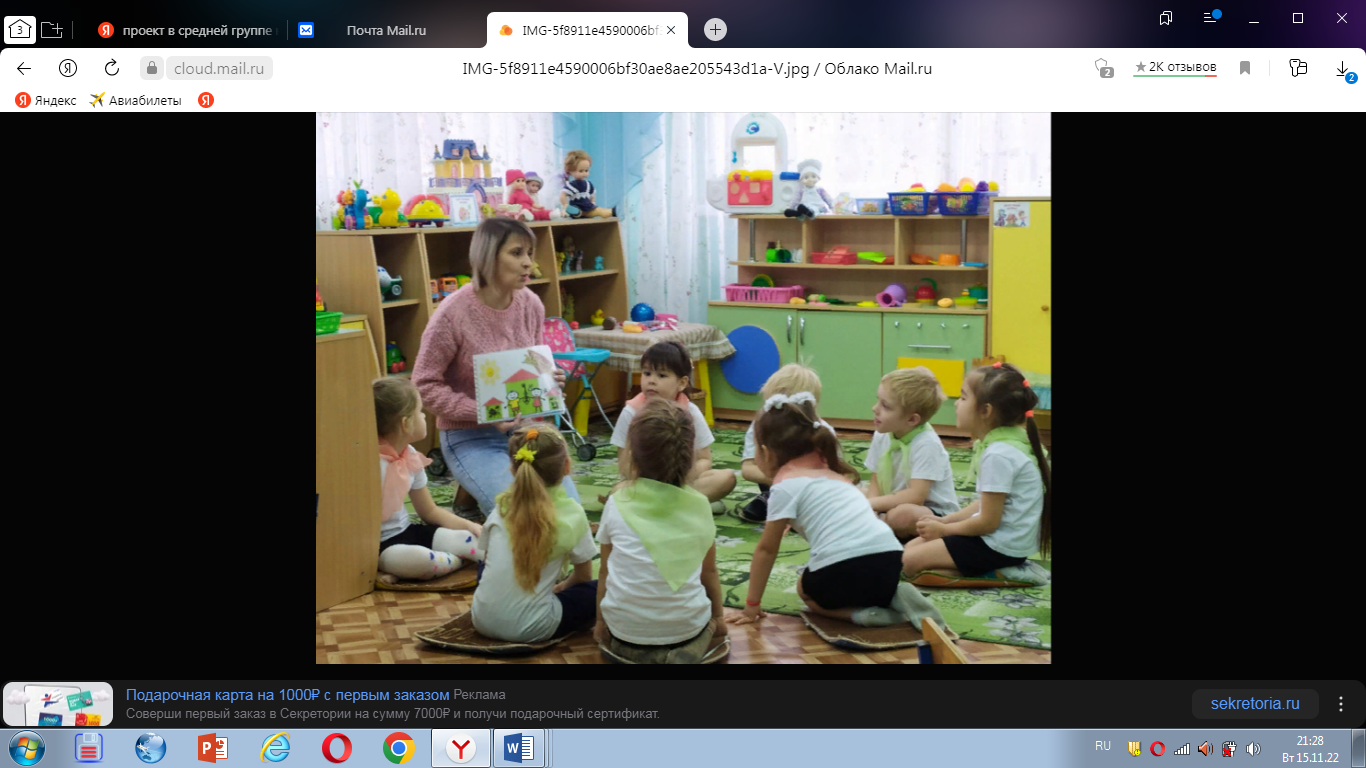 3
проект в средней группе
Почта Mail.ru
IMG-5f8911e4590006bf
cloud.mail.ru
IMG-5f8911e4590006bf30ae8ae205543d1a-V.jpg / Облако Mail.ru
2
★2K отзывов
2
Яндекс
Авиабилеты
Подарочная карта на 1000₽ с первым заказом Реклама
Соверши первый заказ в Секретории на сумму 7000₽ и получи подарочный сертификат.
sekretoria.ru
RU
21:28
Вт 15.11.22